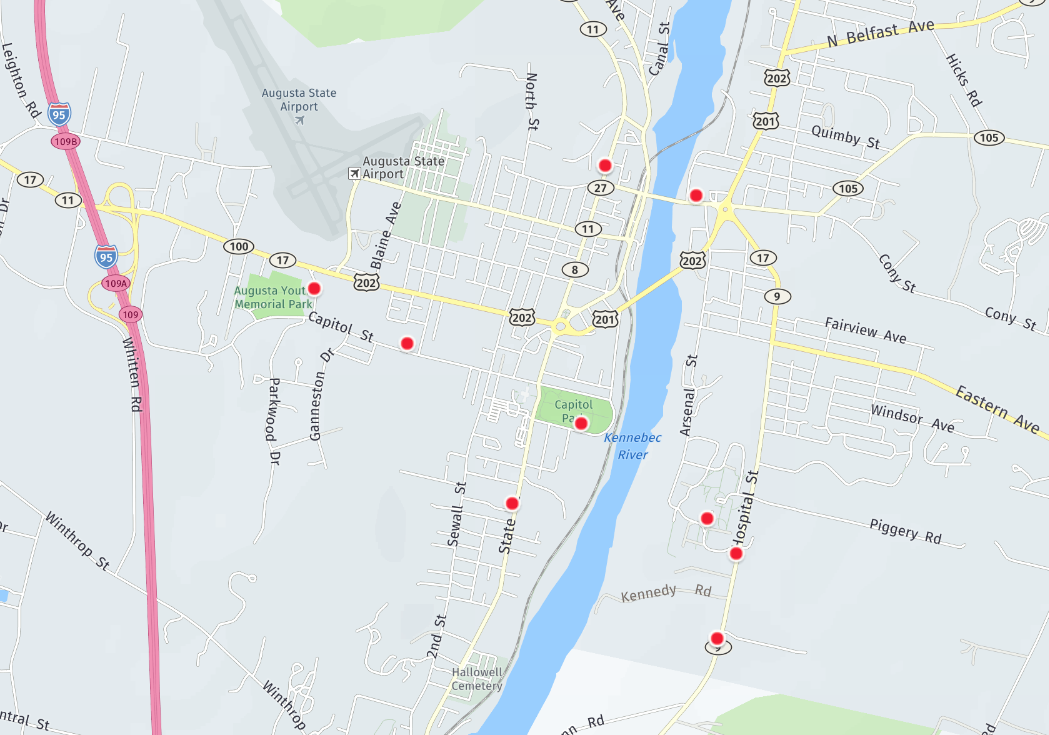 11
Ave
Canal St
N Belfast Ave
202
Leighton Rd
95
Augusta State
Airport
North St
Hicks Rd
201
109B
Quimby St
105
Augusta State
Airport
17
27
11
105
Blaine Ave
11
100
17
202
17
95
109A
202
8
9
Cony St
Augusta Yout
Memorial Park
109
Capitol St
202
201
Cony St
Fairview Ave
Whitten Rd
Ganneston Dr
Parkwood Dr
Arsenal St
Eastern Ave
Capitol
Pa
Windsor Ave
Kennebec
River
Sewall St
State
Hospital St
Winthrop St
Piggery Rd
Kennedy Rd
2nd St
9
Hallowell
Cemetery
Winthrop
ntral St
nn Rd